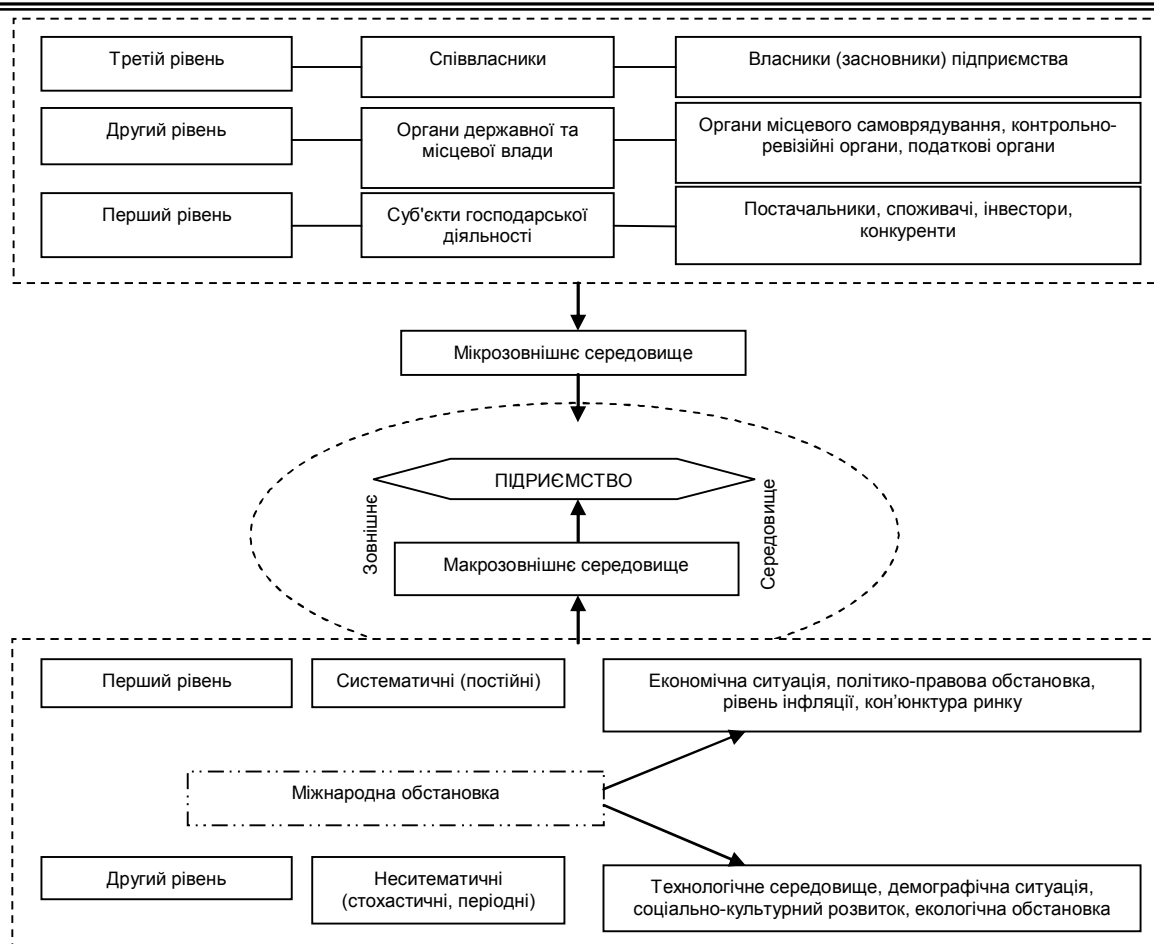 Третій рівень
Співвласники
Власники (засновники) підприємства
Другий рівень
Органи державної та
місцевої влади
Органи місцевого самоврядування, контрольно-
ревізійні органи, податкові органи
Перший рівень
Суб'єкти господарської
діяльності
Постачальники, споживачі, інвестори,
конкуренти
Мікрозовнішнє середовище
ПІДРИЄМСТВО
Зовнішнє
Середовище
Макрозовнішнє середовище
Перший рівень
Систематичні (постійні)
Економічна ситуація, політико-правова обстановка,
рівень інфляції, кон’юнктура ринку
Міжнародна обстановка
Другий рівень
Неситематичні
(стохастичні, періодні)
Технологічне середовище, демографічна ситуація,
соціально-культурний розвиток, екологічна обстановка